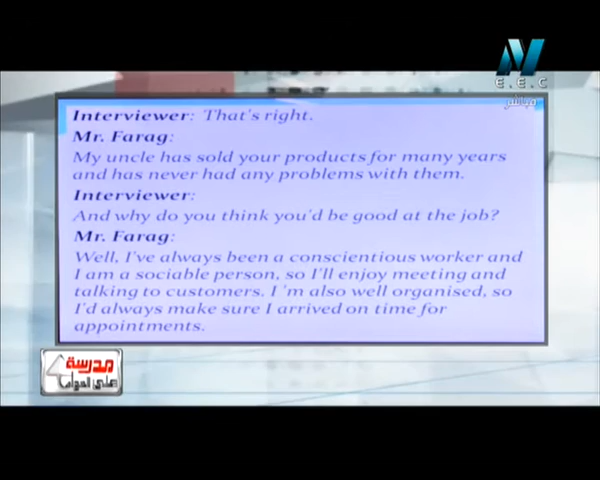 E.E.C
مباشر
Interviewer: That's right.
Mr. Farag:
My uncle has sold your products for many years
and has never had any problems with them.
Interviewer:
And why do you think you'd be good at the job?
Mr. Farag:
Well, I've always been a conscientious worker and
I am a sociable person, so I'll enjoy meeting and
talking to customers. I 'm also well organised, so
I'd always make sure I arrived on time for
appointments.
مدرسة
على الهواء